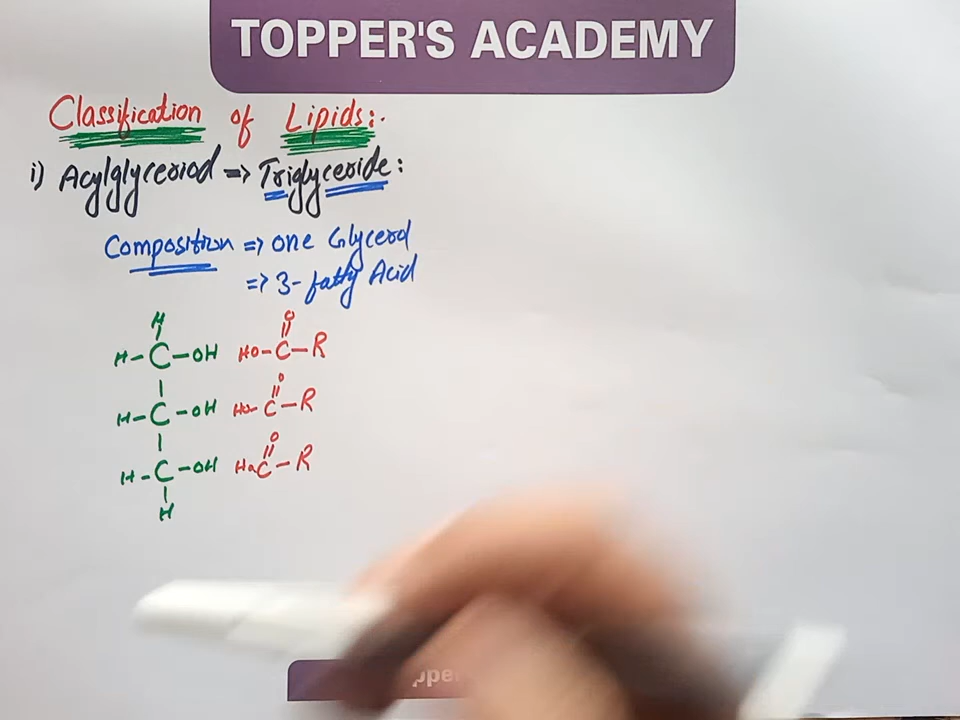 TOPPER'S ACADEMY
Classification of Lipids:.
i) Acylglycerol => Triglyceride:
Composition => one Glycerol
=> 3- fatty Acid
H
O
H-C-OH HO-C-R
O
H-C-OH HO-C-R
O
H-C-OH HO-C-R
H